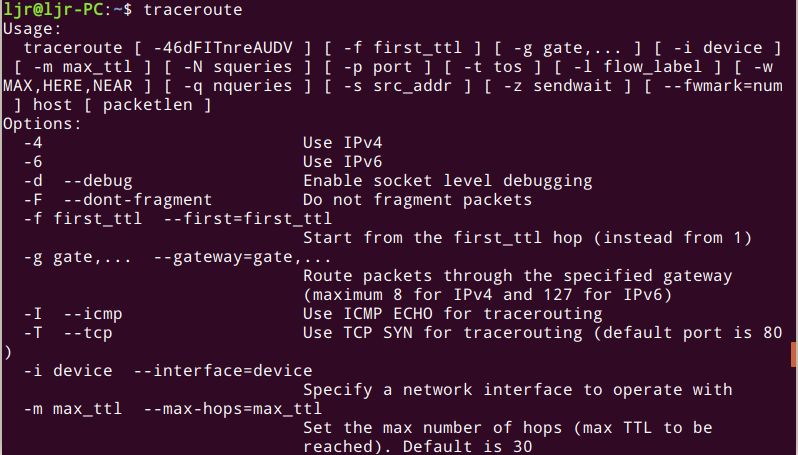 ljr@ljr-PC:~$ traceroute
Usage:
  traceroute [ -46dFITnreAUDV ] [ -f first_ttl ] [ -g gate,... ] [ -i device ]
 [ -m max_ttl ] [ -N squeries ] [ -p port ] [ -t tos ] [ -l flow_label ] [ -w
MAX,HERE,NEAR ] [ -q nqueries ] [ -s src_addr ] [ -z sendwait ] [ --fwmark=num
 ] host [ packetlen ]
Options:
  -4                          Use IPv4
  -6                          Use IPv6
  -d  --debug                 Enable socket level debugging
  -F  --dont-fragment         Do not fragment packets
  -f first_ttl  --first=first_ttl
                              Start from the first_ttl hop (instead from 1)
  -g gate,...  --gateway=gate,...
                              Route packets through the specified gateway
                              (maximum 8 for IPv4 and 127 for IPv6)
  -I  --icmp                  Use ICMP ECHO for tracerouting
  -T  --tcp                   Use TCP SYN for tracerouting (default port is 80
)
  -i device  --interface=device
                              Specify a network interface to operate with
  -m max_ttl  --max-hops=max_ttl
                              Set the max number of hops (max TTL to be
                              reached). Default is 30